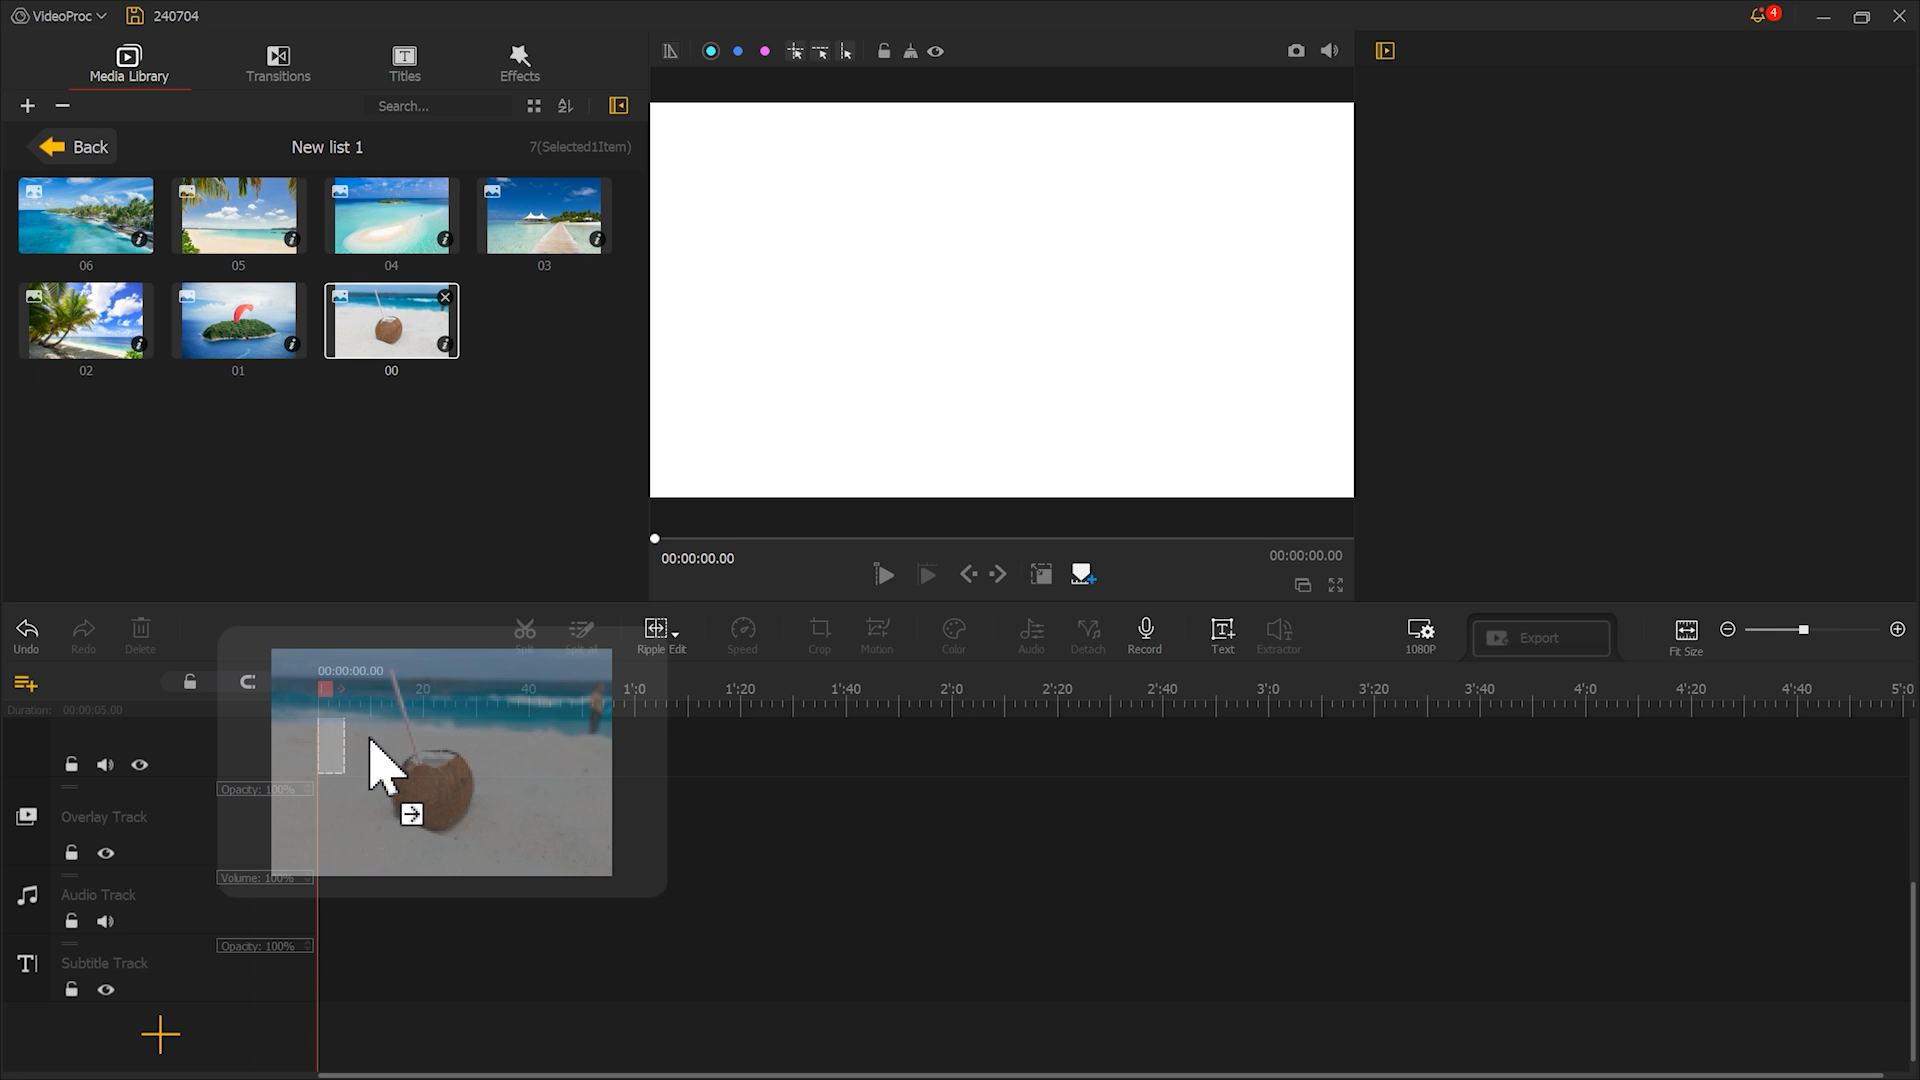 VideoProc
240704
4
Media Library
Transitions
Titles
Effects
Search...
Back
New list 1
7(Selected1Item)
06
05
04
03
02
01
00
00:00:00.00
00:00:00.00
Undo
Redo
Delete
Split
Split all
Ripple Edit
Speed
Crop
Motion
Color
Audio
Detach
Record
Text
Extractor
1080P
Export
Fit Size
00:00:00.00
20
40
1'0
1'20
1'40
2'0
2'20
2'40
3'0
3'20
3'40
4'0
4'20
4'40
5'0
Duration: 00:00:05.00
Opacity: 100%
Overlay Track
Volume: 100%
Audio Track
Opacity: 100%
Subtitle Track